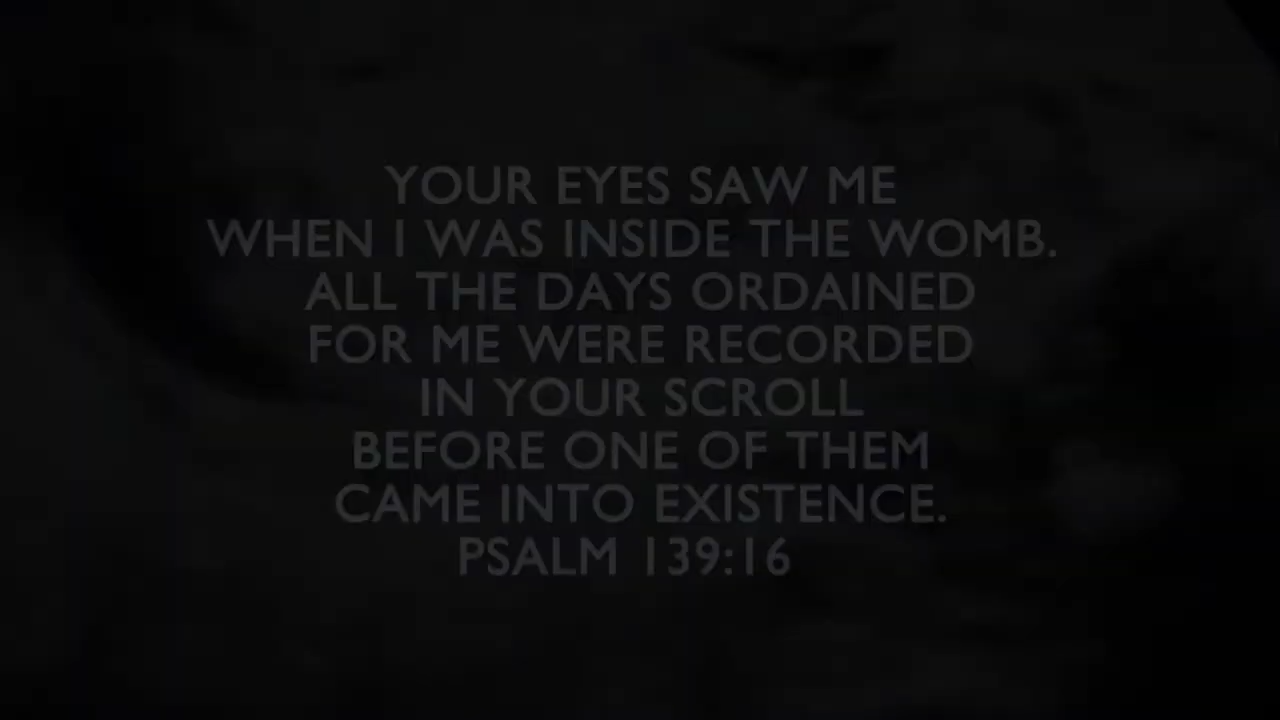 YOUR EYES SAW ME
WHEN I WAS INSIDE THE WOMB.
ALL THE DAYS ORDAINED
FOR ME WERE RECORDED
IN YOUR SCROLL
BEFORE ONE OF THEM
CAME INTO EXISTENCE.
PSALM 139:16